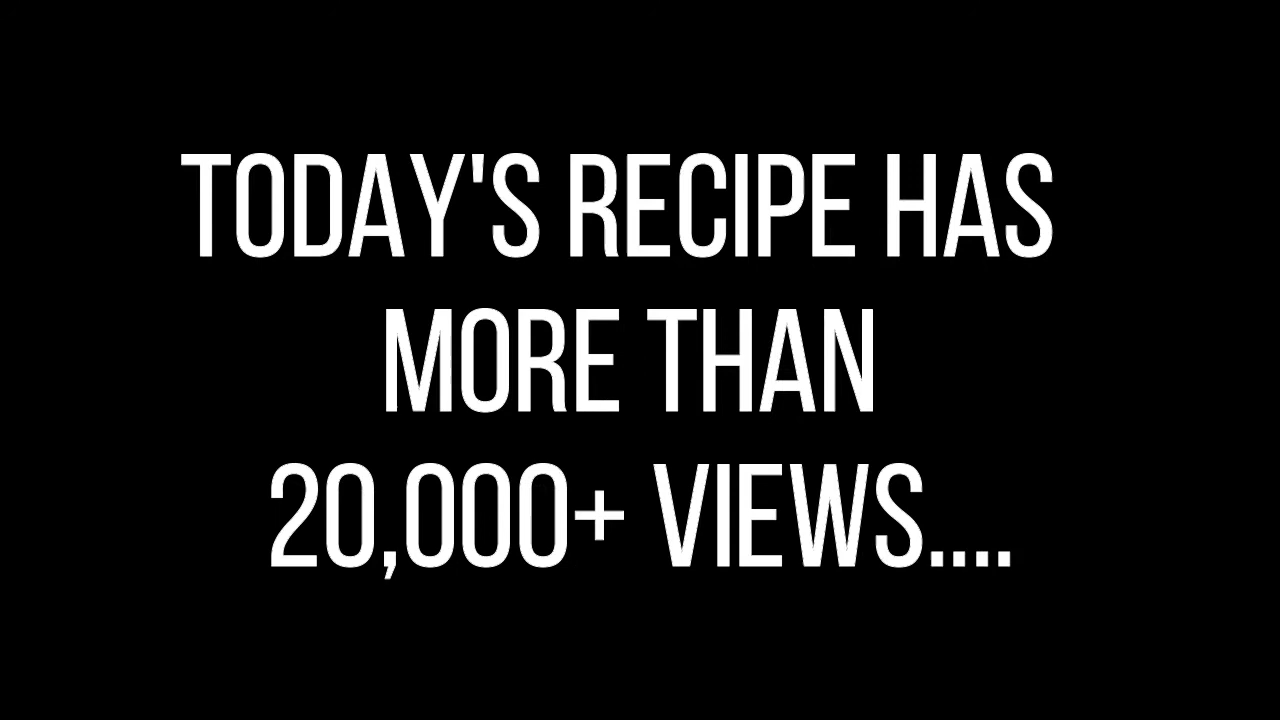 TODAY'S RECIPE HAS
MORE THAN
20,000+ VIEWS....